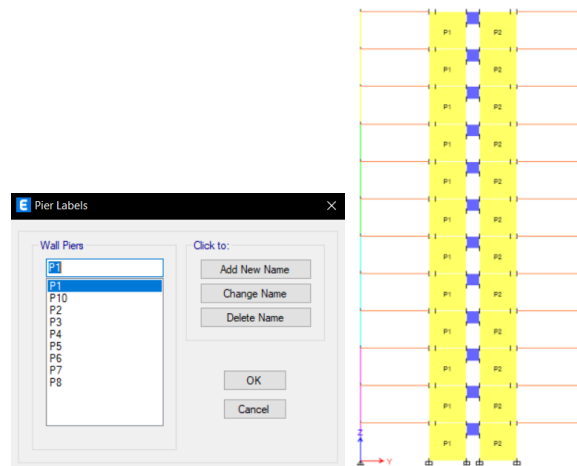 E Pier Labels
Wall Piers
P1
P1
P10
P2
P3
P4
P5
P6
P7
P8
Click to:
Add New Name
Change Name
Delete Name
OK
Cancel
P1 P2
P1 P2
P1 P2
P1 P2
P1 P2
P1 P2
P1 P2
P1 P2
P1 P2
P1 P2
P1 P2
P1 P2
Z
Y